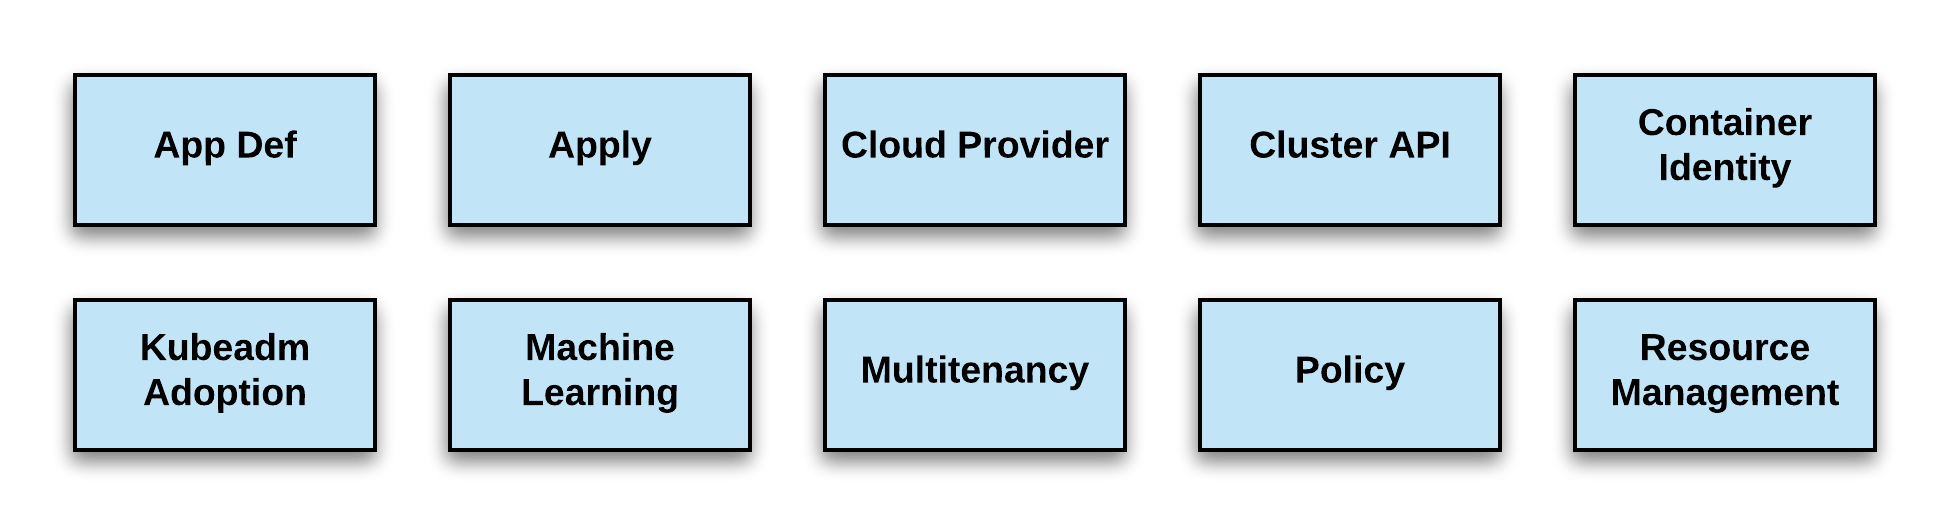 App Def
Apply
Cloud Provider
Cluster API
Container
Identity
Kubeadm
Adoption
Machine
Learning
Multitenancy
Policy
Resource
Management